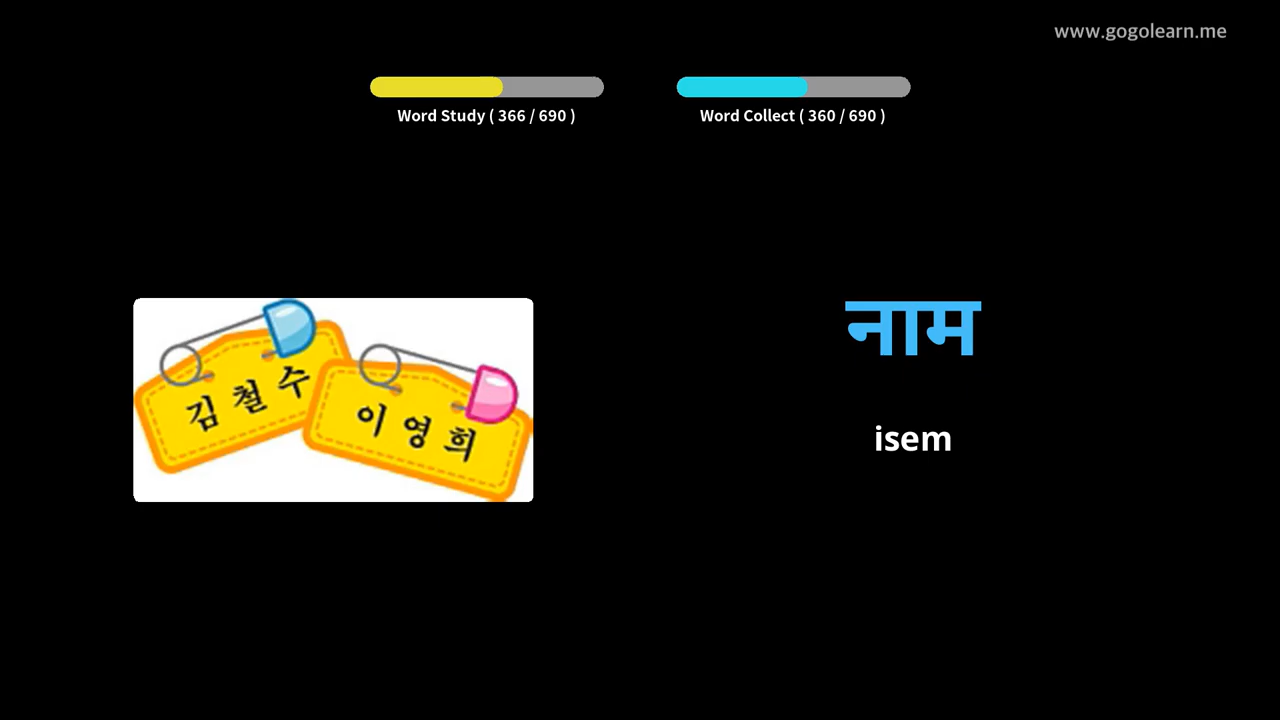 www.gogolearn.me
Word Study ( 366 / 690 )
Word Collect ( 360 / 690 )
김철수
이영희
नाम
isem